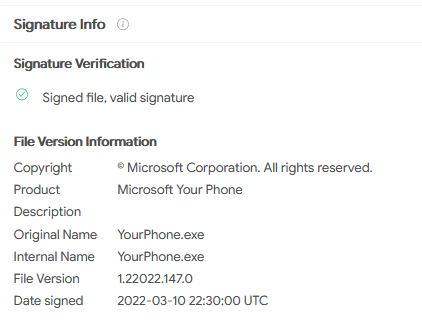 Signature Info
Signature Verification
Signed file, valid signature
File Version Information
Copyright © Microsoft Corporation. All rights reserved.
Product Microsoft Your Phone
Description
Original Name YourPhone.exe
Internal Name YourPhone.exe
File Version 1.22022.147.0
Date signed 2022-03-10 22:30:00 UTC